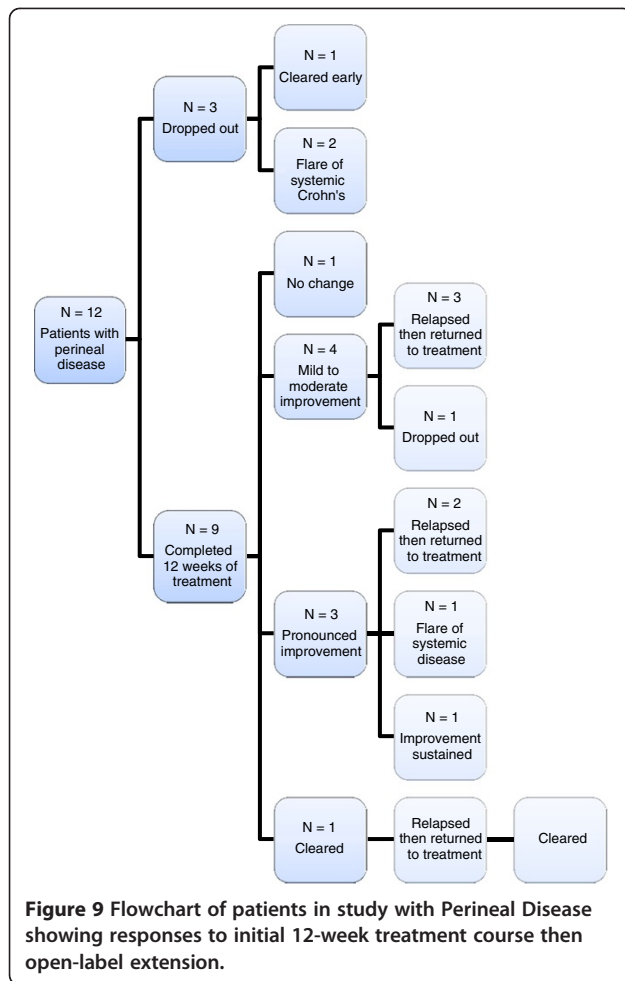 N = 12
Patients with
perineal
disease
N = 3
Dropped out
N = 1
Cleared early
N = 2
Flare of
systemic
Crohn's
N = 9
Completed
12 weeks of
treatment
N = 1
No change
N = 4
Mild to
moderate
improvement
N = 3
Relapsed
then returned
to treatment
N = 1
Dropped out
N = 3
Pronounced
improvement
N = 2
Relapsed
then returned
to treatment
N = 1
Flare of
systemic
disease
N = 1
Improvement
sustained
N = 1
Cleared
Relapsed
then returned
to treatment
Cleared
Figure 9 Flowchart of patients in study with Perineal Disease
showing responses to initial 12-week treatment course then
open-label extension.